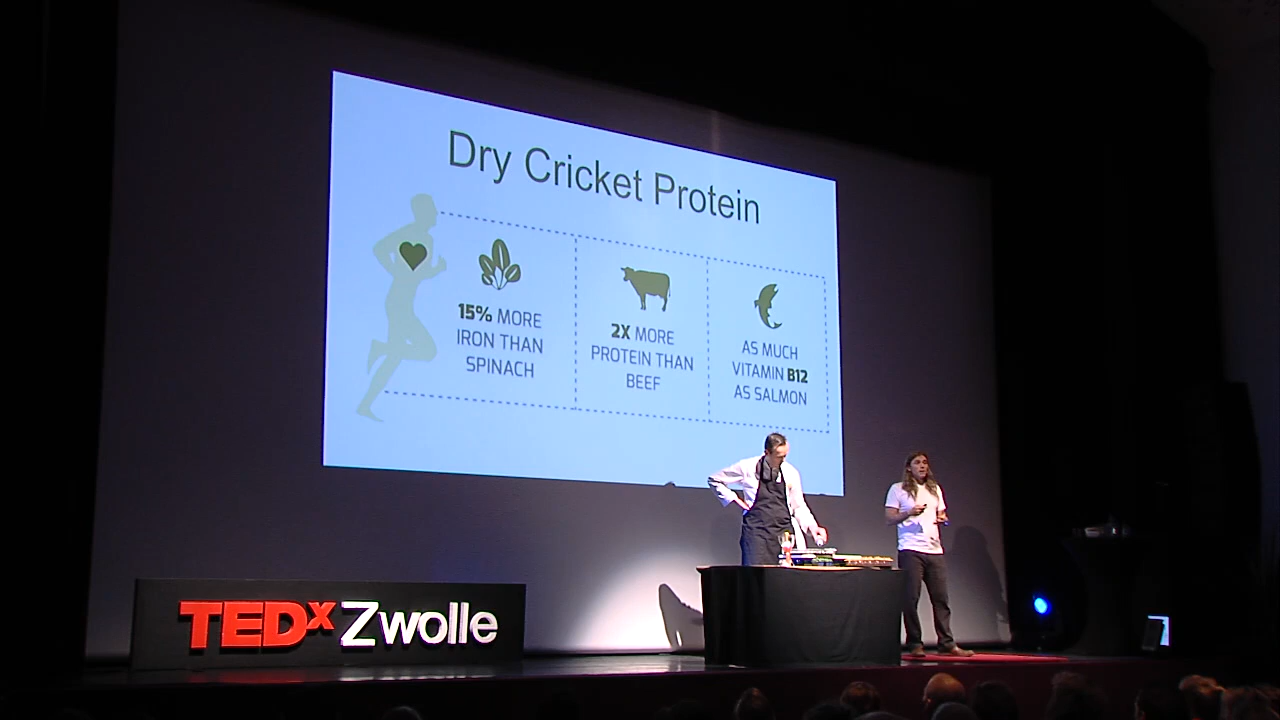 Dry Cricket Protein
15% MORE
IRON THAN
SPINACH
2X MORE
PROTEIN THAN
BEEF
AS MUCH
VITAMIN B12
AS SALMON
TEDx Zwolle